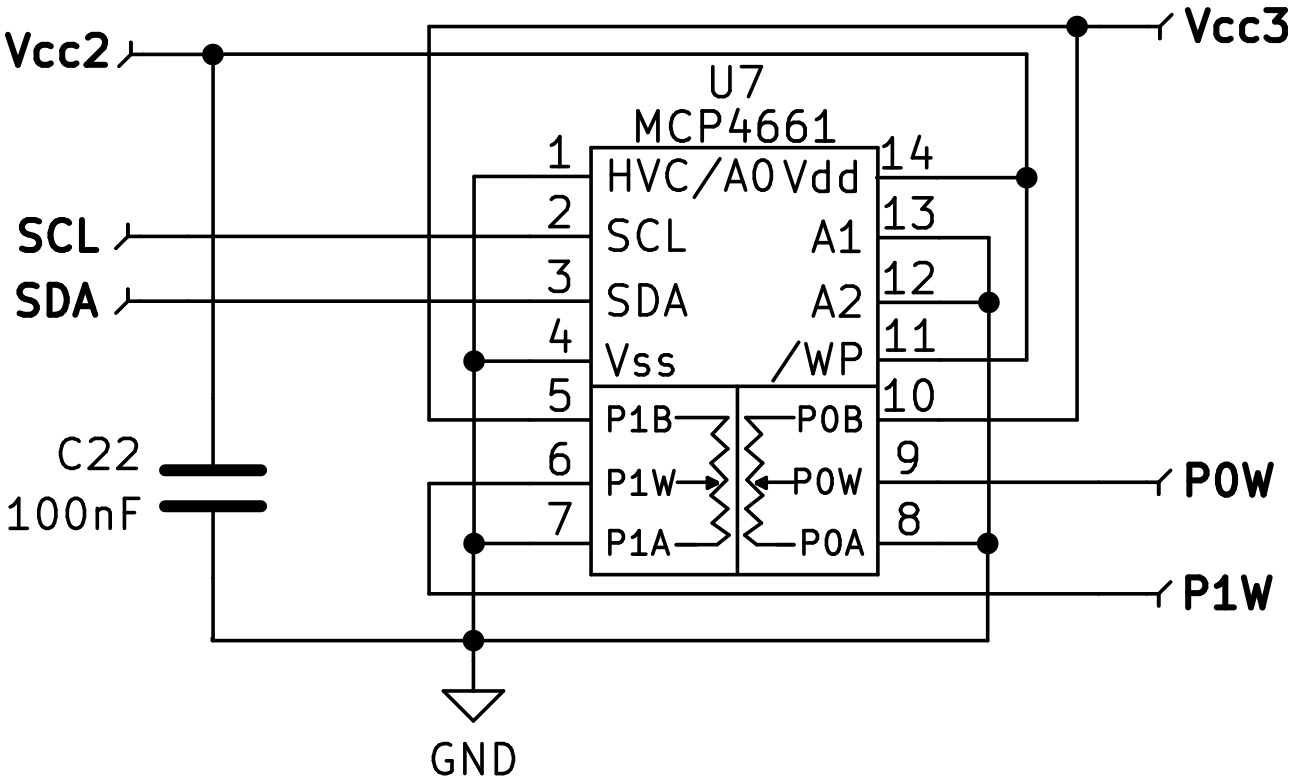 Vcc2
Vcc3
U7
MCP4661
1 HVC/A0 Vdd 14
2 SCL A1 13
SCL
3 SDA A2 12
SDA
4 Vss /WP 11
5 P1B P0B 10
6 P1W P0W 9
P0W
7 P1A P0A 8
C22
100nF
P1W
GND